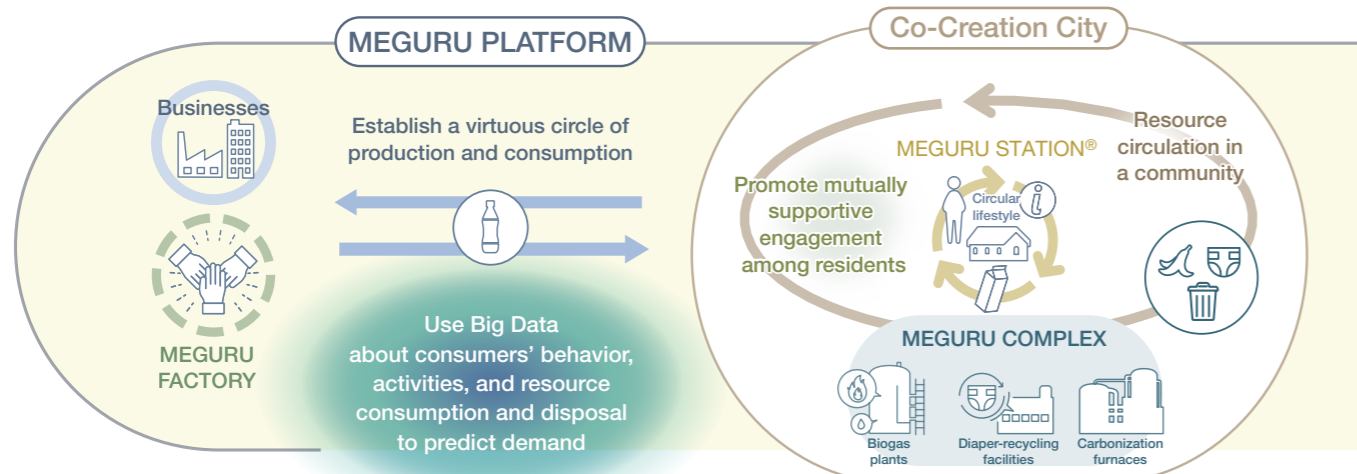 MEGURU PLATFORM
Co-Creation City
Businesses
MEGURU
FACTORY
Establish a virtuous circle of
production and consumption
Use Big Data
about consumers’ behavior,
activities, and resource
consumption and disposal
to predict demand
Promote mutually
supportive
engagement
among residents
MEGURU STATION®
Circular
lifestyle
i
Resource
circulation in
a community
MEGURU COMPLEX
Biogas
plants
Diaper-recycling
facilities
Carbonization
furnaces